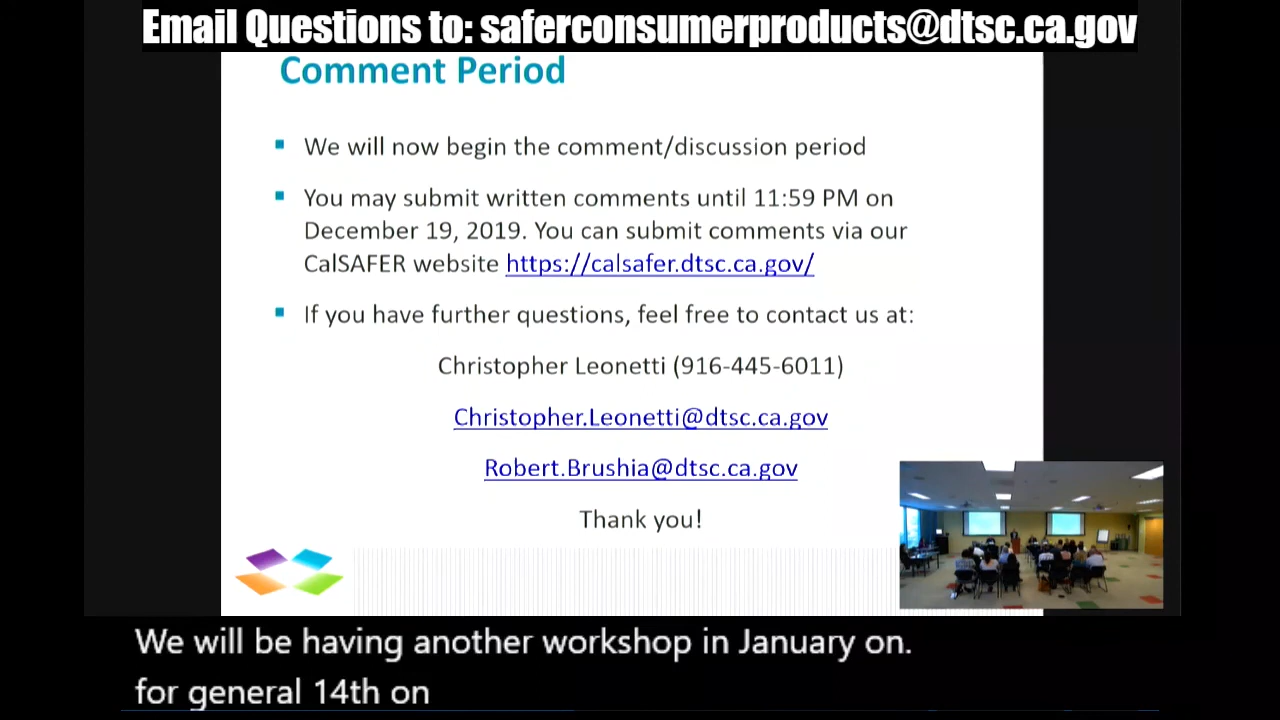 Email Questions to: saferconsumerproducts@dtsc.ca.gov
Comment Period
We will now begin the comment/discussion period
You may submit written comments until 11:59 PM on
December 19, 2019. You can submit comments via our
CalSAFER website https://calsafer.dtsc.ca.gov/
If you have further questions, feel free to contact us at:
Christopher Leonetti (916-445-6011)
Christopher.Leonetti@dtsc.ca.gov
Robert.Brushia@dtsc.ca.gov
Thank you!
We will be having another workshop in January on.
for general 14th on